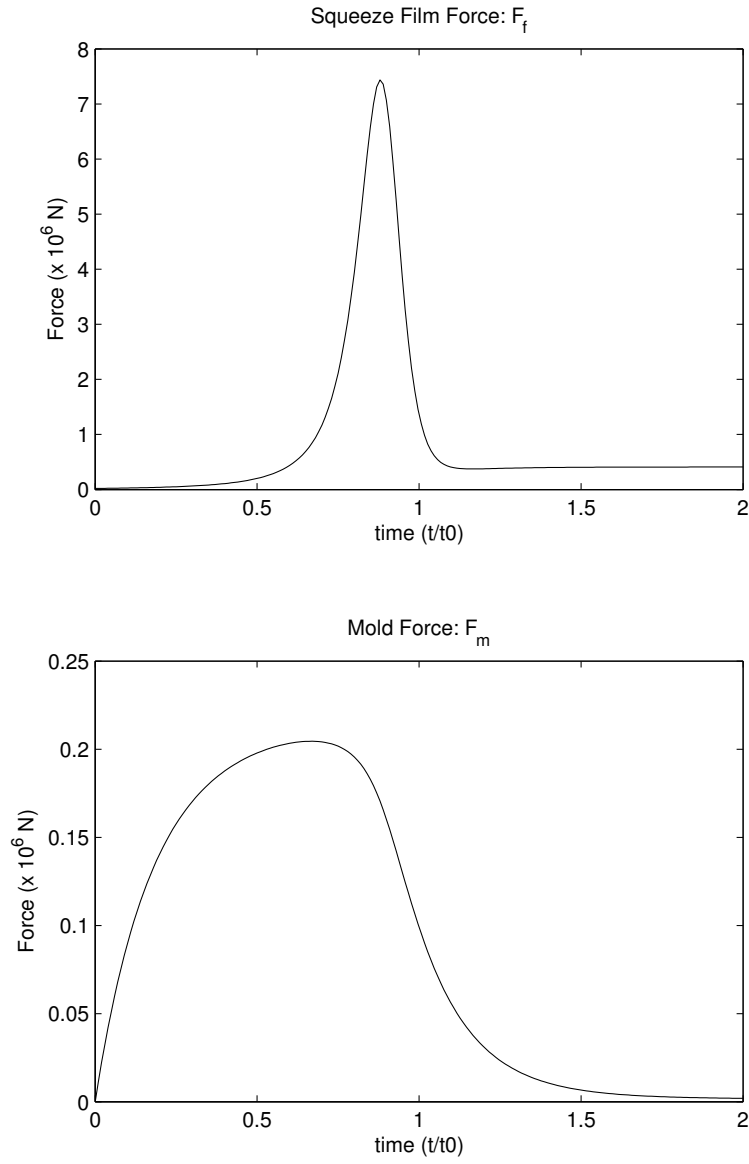 Squeeze Film Force: F_f
8
7
6
5
4
3
2
1
0
Force (x 10^6 N)
0 0.5 1 1.5 2
time (t/t0)
Mold Force: F_m
0.25
0.2
0.15
0.1
0.05
0
Force (x 10^6 N)
0 0.5 1 1.5 2
time (t/t0)